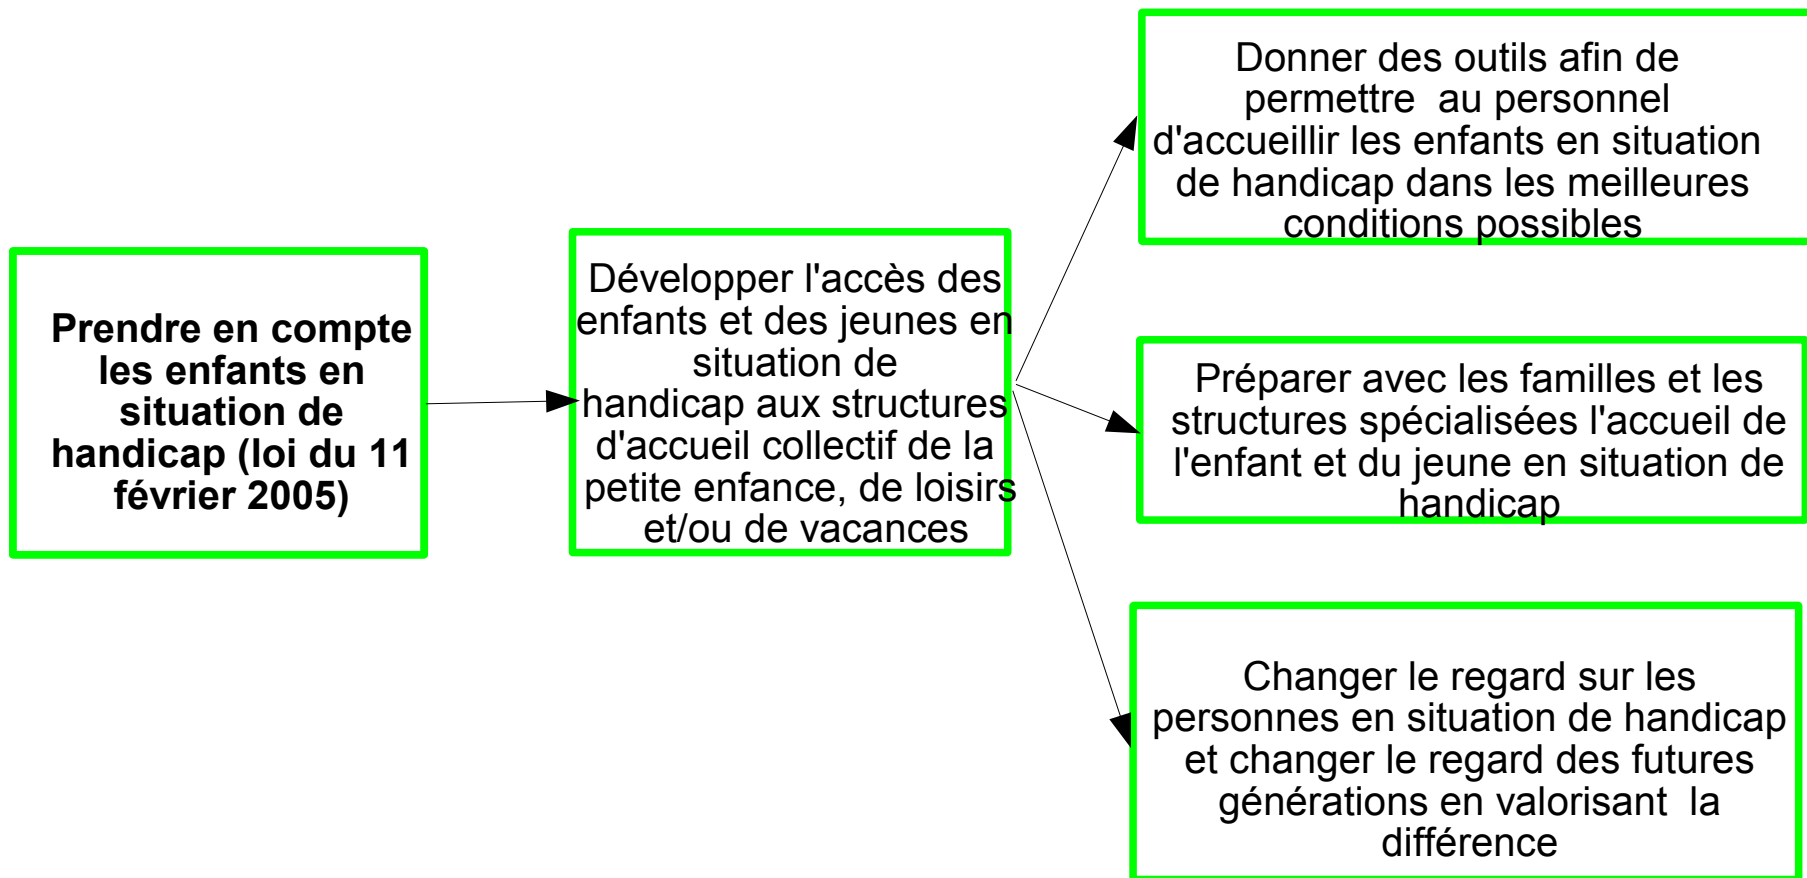 Prendre en compte
les enfants en
situation de
handicap (loi du 11
février 2005)
Développer l'accès des
enfants et des jeunes en
situation de
handicap aux structures
d'accueil collectif de la
petite enfance, de loisirs
et/ou de vacances
Donner des outils afin de
permettre  au personnel
d'accueillir les enfants en situation
de handicap dans les meilleures
conditions possibles
Préparer avec les familles et les
structures spécialisées l'accueil de
l'enfant et du jeune en situation de
handicap
Changer le regard sur les
personnes en situation de handicap
et changer le regard des futures
générations en valorisant  la
différence